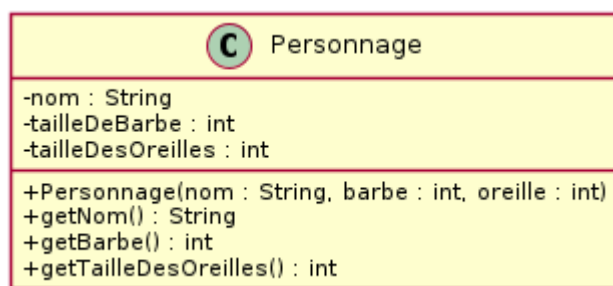 C Personnage
-nom : String
-tailleDeBarbe : int
-tailleDesOreilles : int
+Personnage(nom : String, barbe : int, oreille : int)
+getNom() : String
+getBarbe() : int
+getTailleDesOreilles() : int